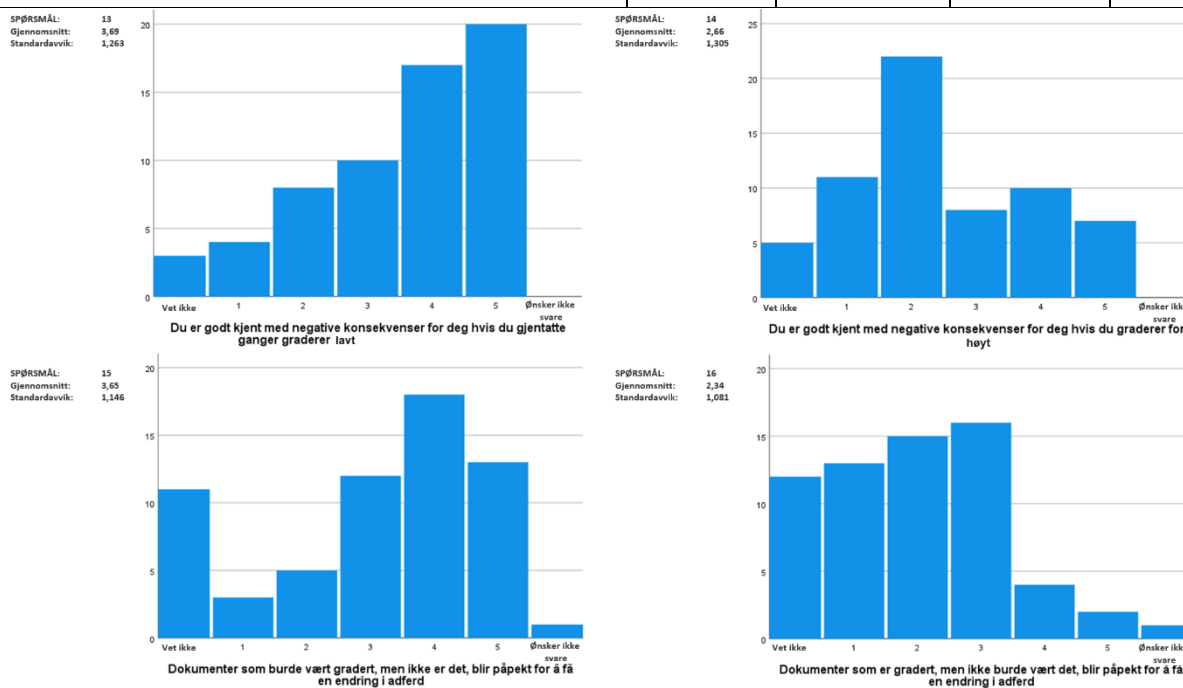 SPØRSMÅL: 13
Gjennomsnitt: 3,69
Standardavvik: 1,263
20
15
10
5
0
Vet ikke 1 2 3 4 5 Ønsker ikke
svare
Du er godt kjent med negative konsekvenser for deg hvis du gjentatte
ganger graderer lavt
SPØRSMÅL: 14
Gjennomsnitt: 2,66
Standardavvik: 1,305
25
20
15
10
5
0
Vet ikke 1 2 3 4 5 Ønsker ikke
svare
Du er godt kjent med negative konsekvenser for deg hvis du graderer for
høyt
SPØRSMÅL: 15
Gjennomsnitt: 3,65
Standardavvik: 1,146
20
15
10
5
0
Vet ikke 1 2 3 4 5 Ønsker ikke
svare
Dokumenter som burde vært gradert, men ikke er det, blir påpekt for å få
en endring i adferd
SPØRSMÅL: 16
Gjennomsnitt: 2,34
Standardavvik: 1,081
20
15
10
5
0
Vet ikke 1 2 3 4 5 Ønsker ikke
svare
Dokumenter som er gradert, men ikke burde vært det, blir påpekt for å få
en endring i adferd